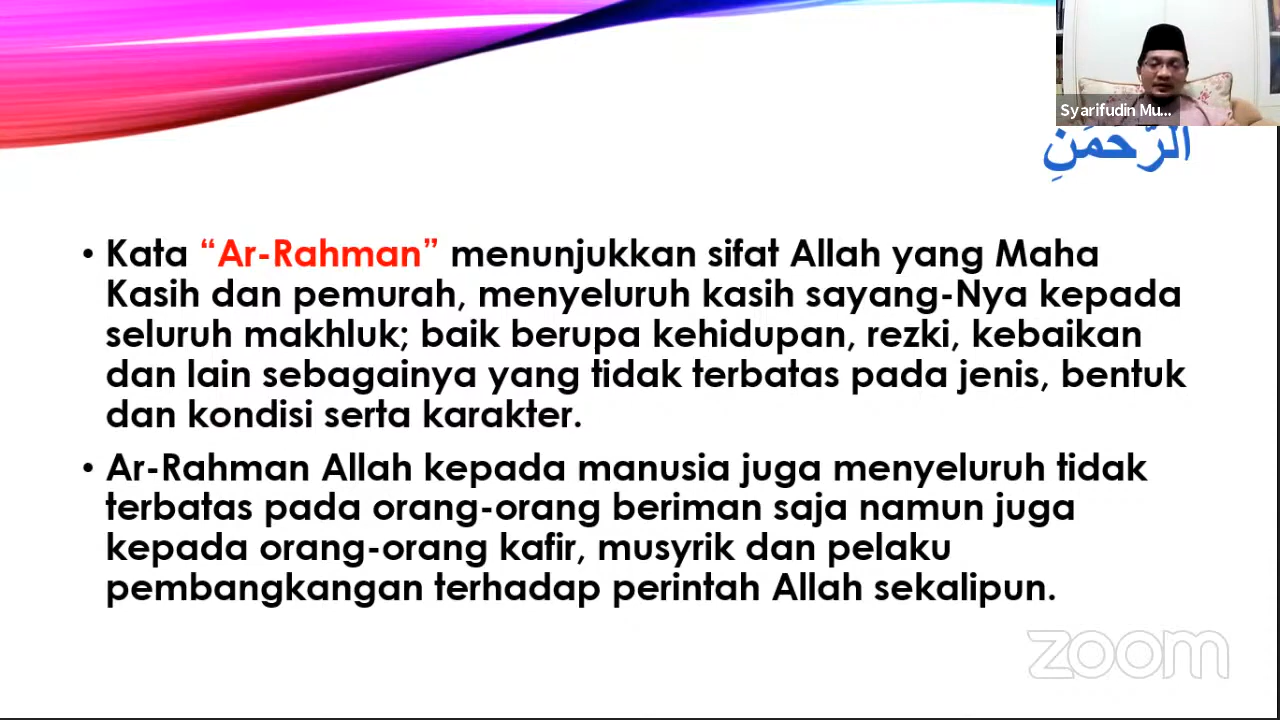 Syarifudin Mu...
الرَّحْمَنِ
• Kata “Ar-Rahman” menunjukkan sifat Allah yang Maha
Kasih dan pemurah, menyeluruh kasih sayang-Nya kepada
seluruh makhluk; baik berupa kehidupan, rezki, kebaikan
dan lain sebagainya yang tidak terbatas pada jenis, bentuk
dan kondisi serta karakter.
• Ar-Rahman Allah kepada manusia juga menyeluruh tidak
terbatas pada orang-orang beriman saja namun juga
kepada orang-orang kafir, musyrik dan pelaku
pembangkangan terhadap perintah Allah sekalipun.
zoom